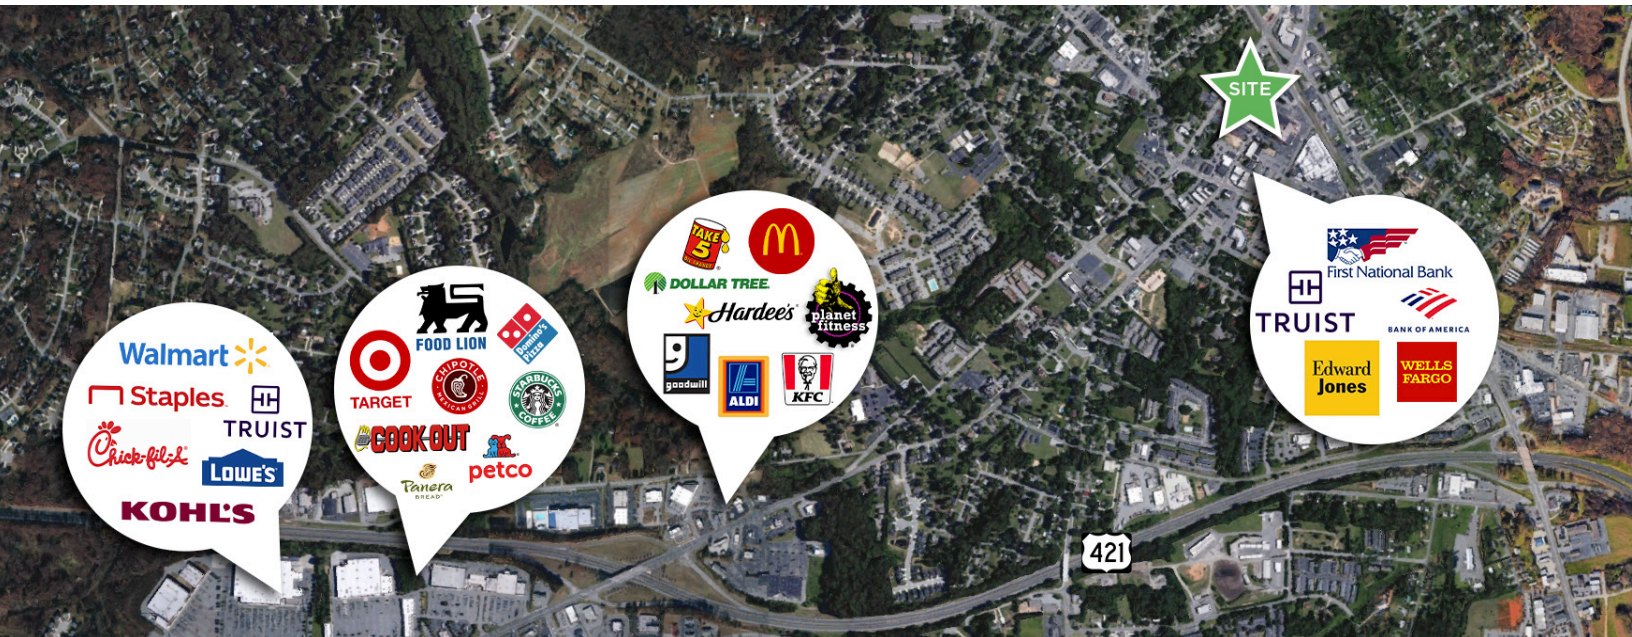 SITE
Walmart
Staples
TRUIST
Chick-fil-A
LOWE'S
KOHL'S
FOOD LION
Domino's
Pizza
TARGET
CHIPOTLE
MEXICAN GRILL
STARBUCKS
COFFEE
COOK-OUT
petco
Panera
BREAD
TAKE
5
OIL CHANGE
DOLLAR TREE
Hardee's
planet
fitness
goodwill
ALDI
KFC
First National Bank
TRUIST
BANK OF AMERICA
Edward
Jones
WELLS
FARGO
421